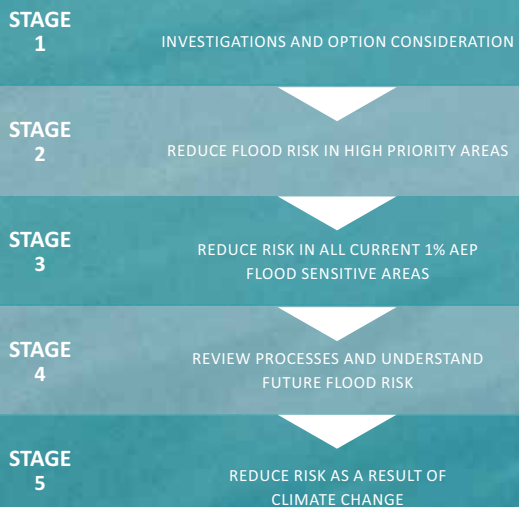 STAGE
1
INVESTIGATIONS AND OPTION CONSIDERATION
STAGE
2
REDUCE FLOOD RISK IN HIGH PRIORITY AREAS
STAGE
3
REDUCE RISK IN ALL CURRENT 1% AEP
FLOOD SENSITIVE AREAS
STAGE
4
REVIEW PROCESSES AND UNDERSTAND
FUTURE FLOOD RISK
STAGE
5
REDUCE RISK AS A RESULT OF
CLIMATE CHANGE